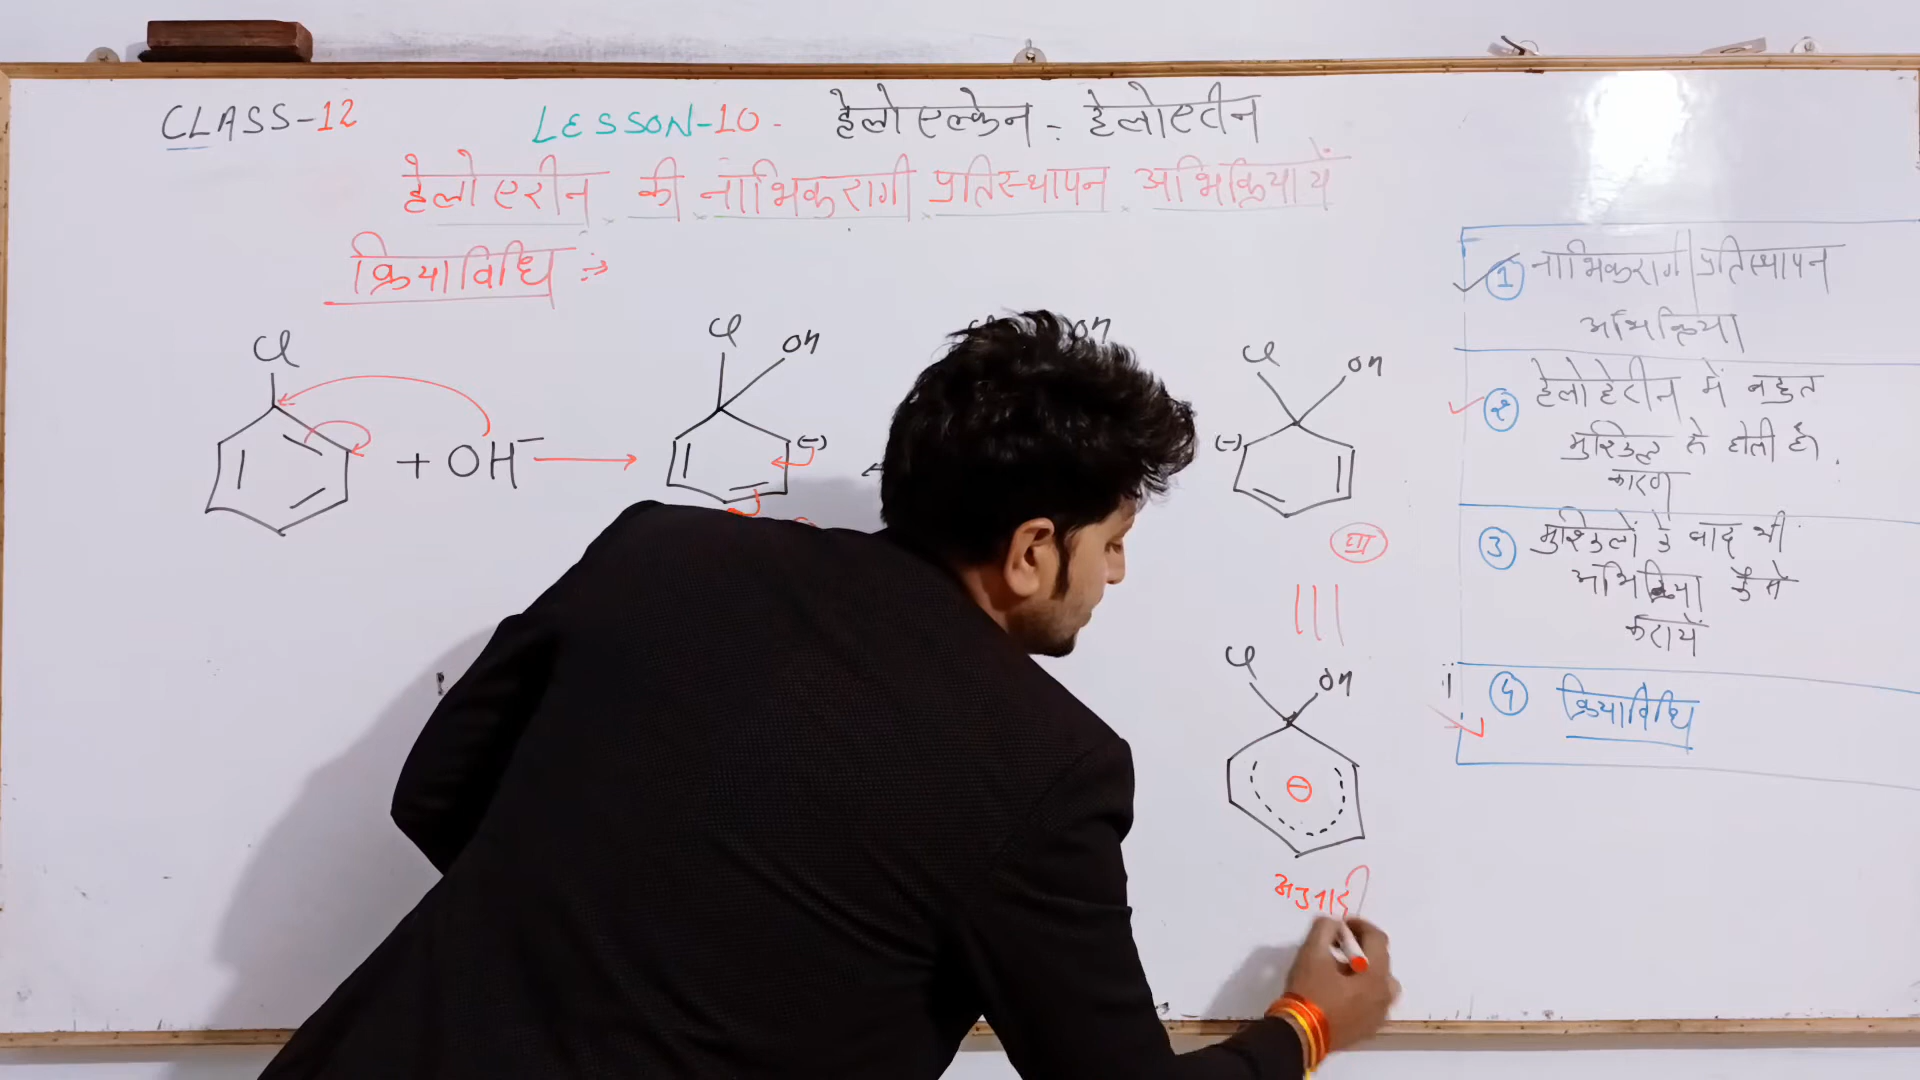 CLASS-12 LESSON-10. हेलोएल्केन - हेलोएरीन
हेलोएरीन की नाभिकरागी प्रतिस्थापन अभिक्रियायें
क्रियाविधि :⇒
Cl
+ OH⁻
Cl OH
(-)
OH
Cl OH
(-)
|||
Cl OH
⊖
अनुनादी
① नाभिकरागी प्रतिस्थापन
अभिक्रिया
② हेलोहेरीन में बहुत
मुश्किल से होती है।
कारण
③ मुश्किलों के बाद भी
अभिक्रिया कैसे
करायें
④ क्रियाविधि